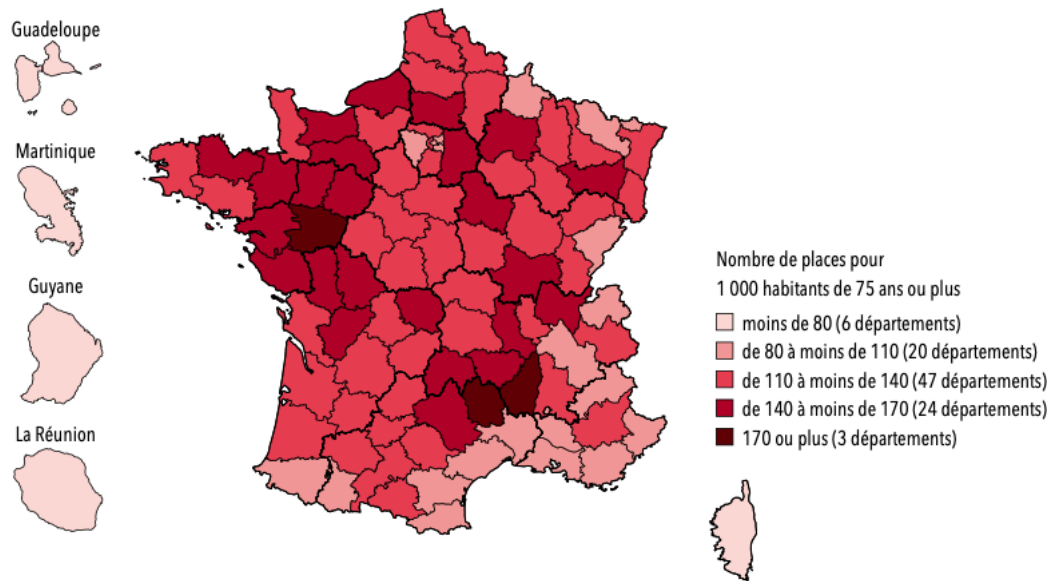 Guadeloupe
Martinique
Guyane
La Réunion
Nombre de places pour
1 000 habitants de 75 ans ou plus
moins de 80 (6 départements)
de 80 à moins de 110 (20 départements)
de 110 à moins de 140 (47 départements)
de 140 à moins de 170 (24 départements)
170 ou plus (3 départements)